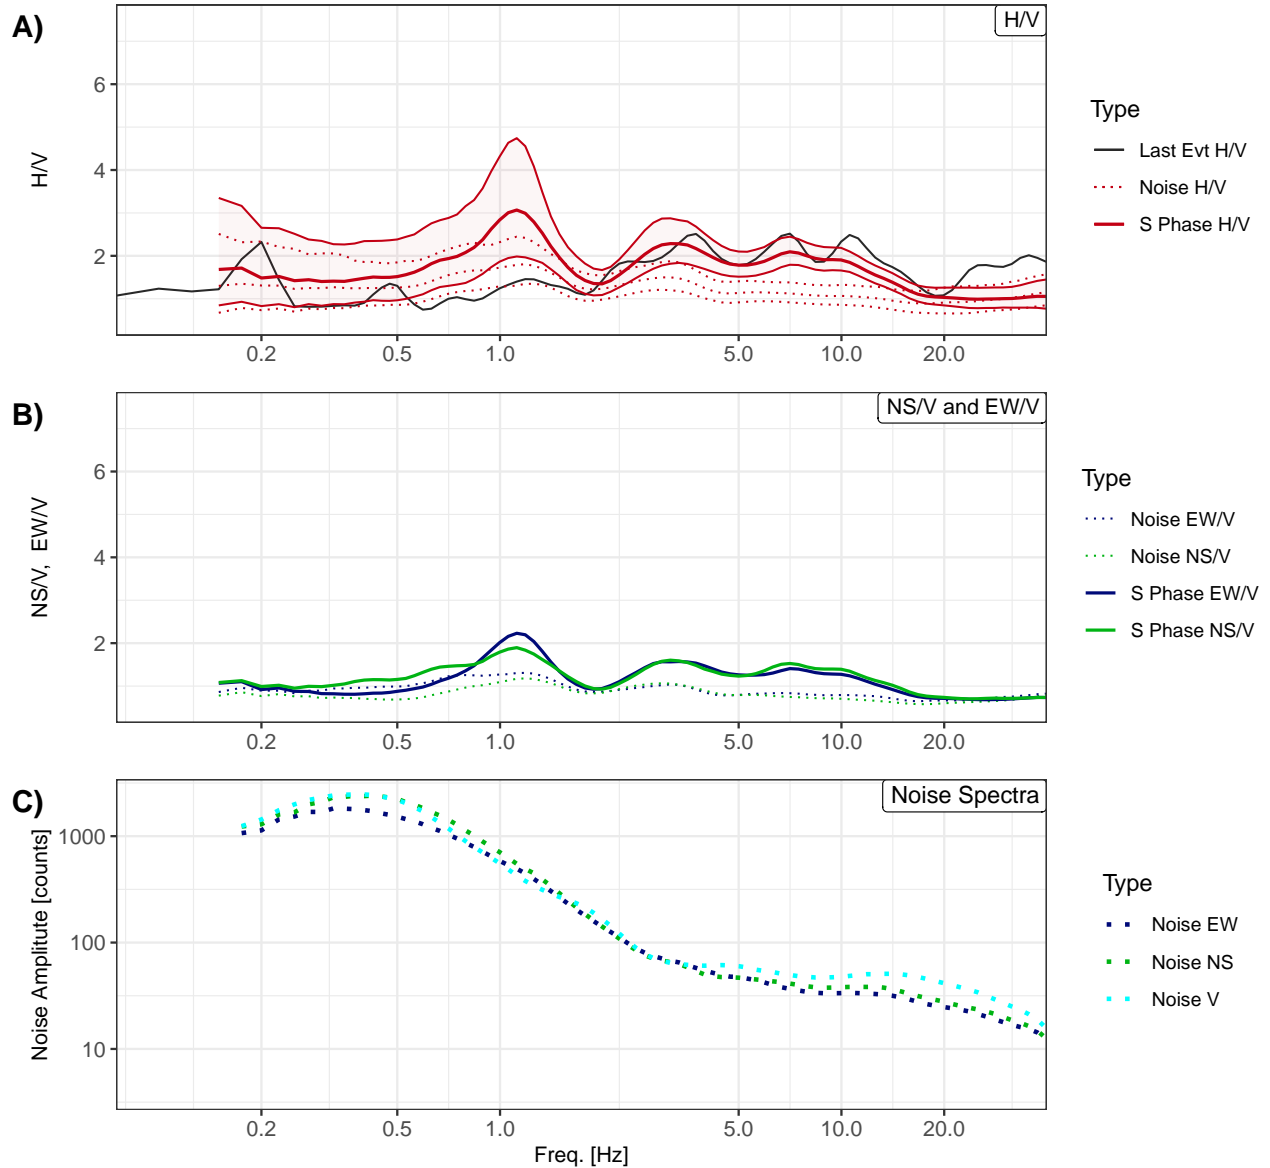 A)
H/V
6
4
2
H/V
0.2 0.5 1.0 5.0 10.0 20.0
Type
Last Evt H/V
Noise H/V
S Phase H/V
B)
NS/V and EW/V
6
4
2
NS/V, EW/V
0.2 0.5 1.0 5.0 10.0 20.0
Type
Noise EW/V
Noise NS/V
S Phase EW/V
S Phase NS/V
C)
Noise Spectra
1000
100
10
Noise Amplitute [counts]
0.2 0.5 1.0 5.0 10.0 20.0
Freq. [Hz]
Type
Noise EW
Noise NS
Noise V